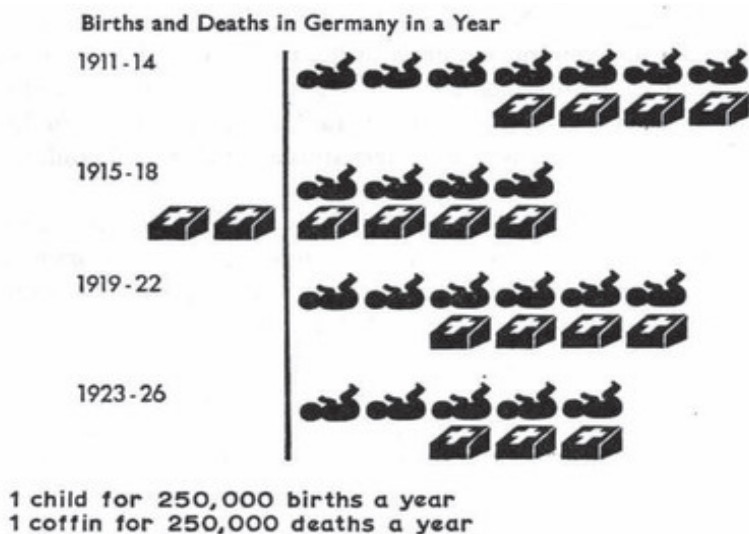 Births and Deaths in Germany in a Year
1911-14
1915-18
1919-22
1923-26
1 child for 250,000 births a year
1 coffin for 250,000 deaths a year